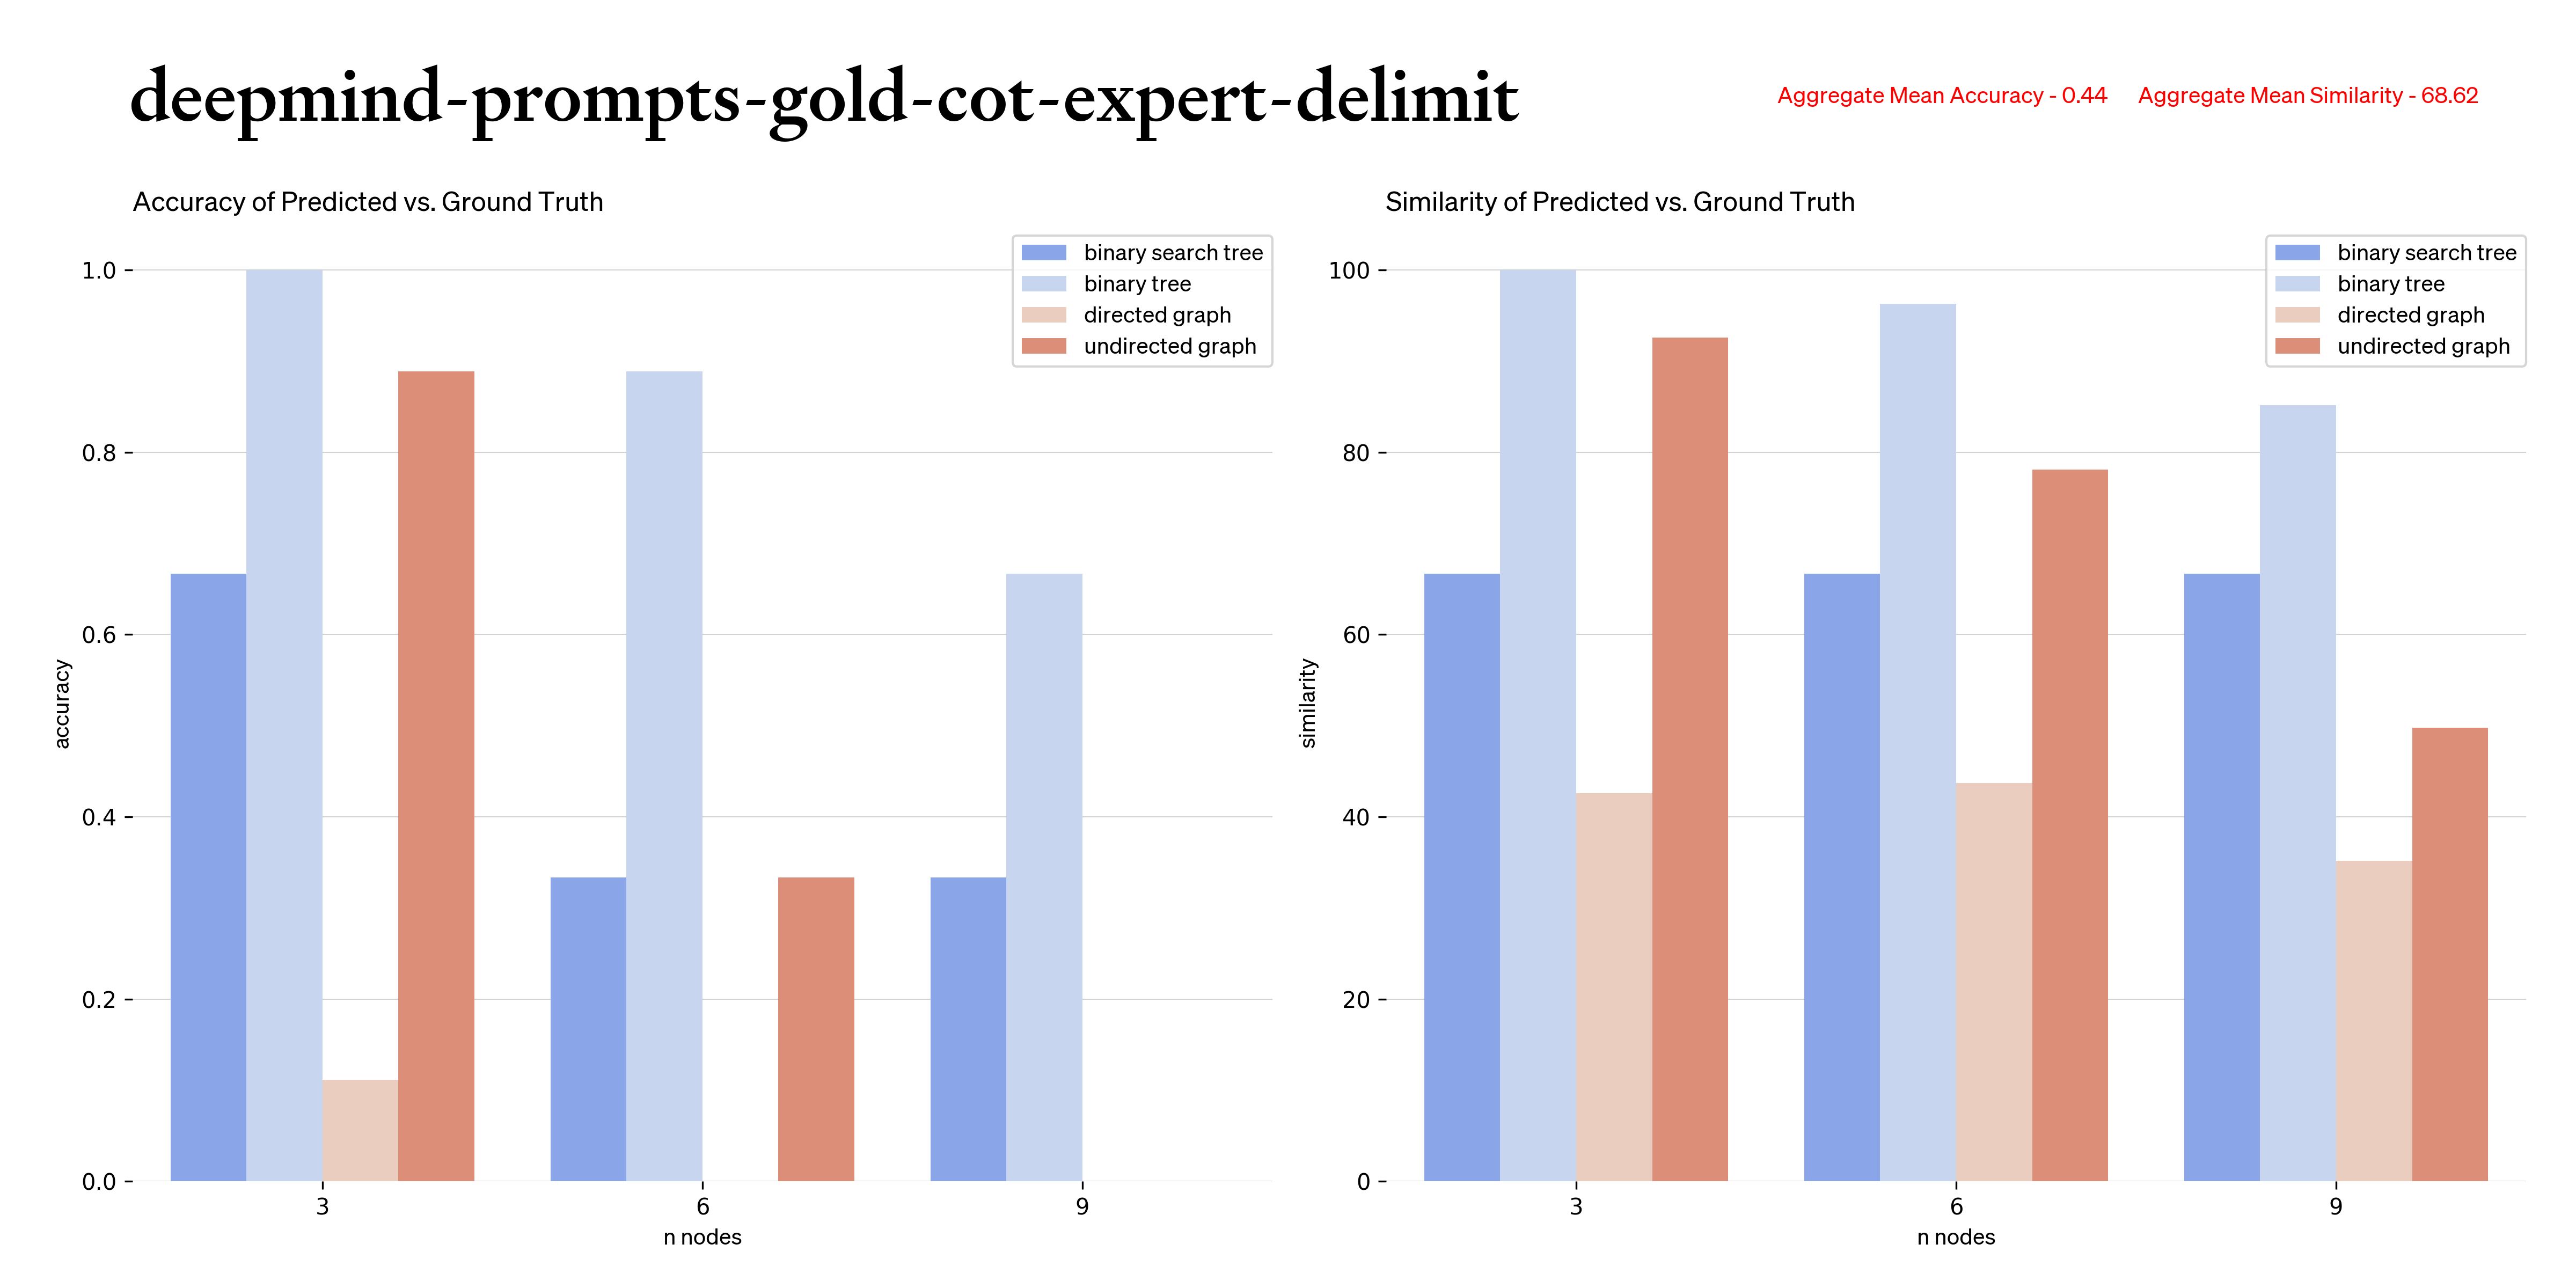 deepmind-prompts-gold-cot-expert-delimit
Aggregate Mean Accuracy - 0.44
Aggregate Mean Similarity - 68.62
Accuracy of Predicted vs. Ground Truth
binary search tree
binary tree
directed graph
undirected graph
1.0
0.8
0.6
0.4
0.2
0.0
accuracy
3
6
9
n nodes
Similarity of Predicted vs. Ground Truth
binary search tree
binary tree
directed graph
undirected graph
100
80
60
40
20
0
similarity
3
6
9
n nodes